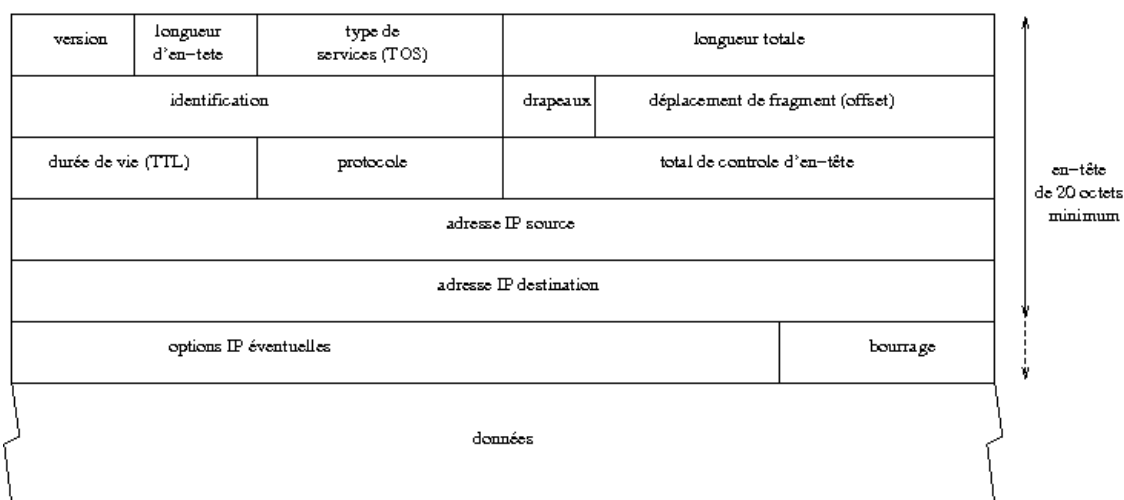 version
longueur
d'en-tete
type de
services (TOS)
longueur totale
identification
drapeaux
déplacement de fragment (offset)
durée de vie (TTL)
protocole
total de controle d'en-tête
adresse IP source
adresse IP destination
options IP éventuelles
bourrage
données
en-tête
de 20 octets
minimum